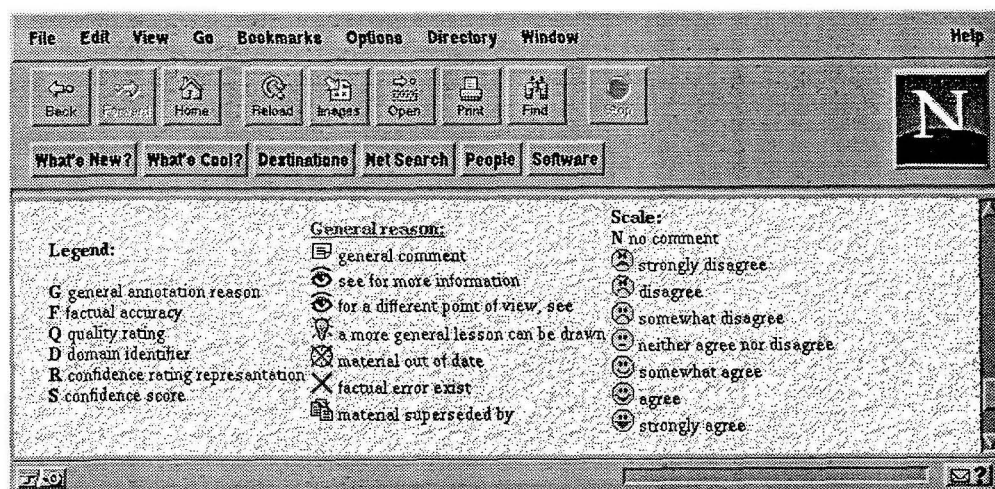 File Edit View Go Bookmarks Options Directory Window Help
Back Forward Home Reload Images Open Print Find Stop
What's New? What's Cool? Destinations Net Search People Software
N
Legend:
G general annotation reason
F factual accuracy
Q quality rating
D domain identifier
R confidence rating represantation
S confidence score
General reason:
general comment
see for more information
for a different point of view, see
a more general lesson can be drawn
material out of date
factual error exist
material superseded by
Scale:
N no comment
strongly disagree
disagree
somewhat disagree
neither agree nor disagree
somewhat agree
agree
strongly agree
?